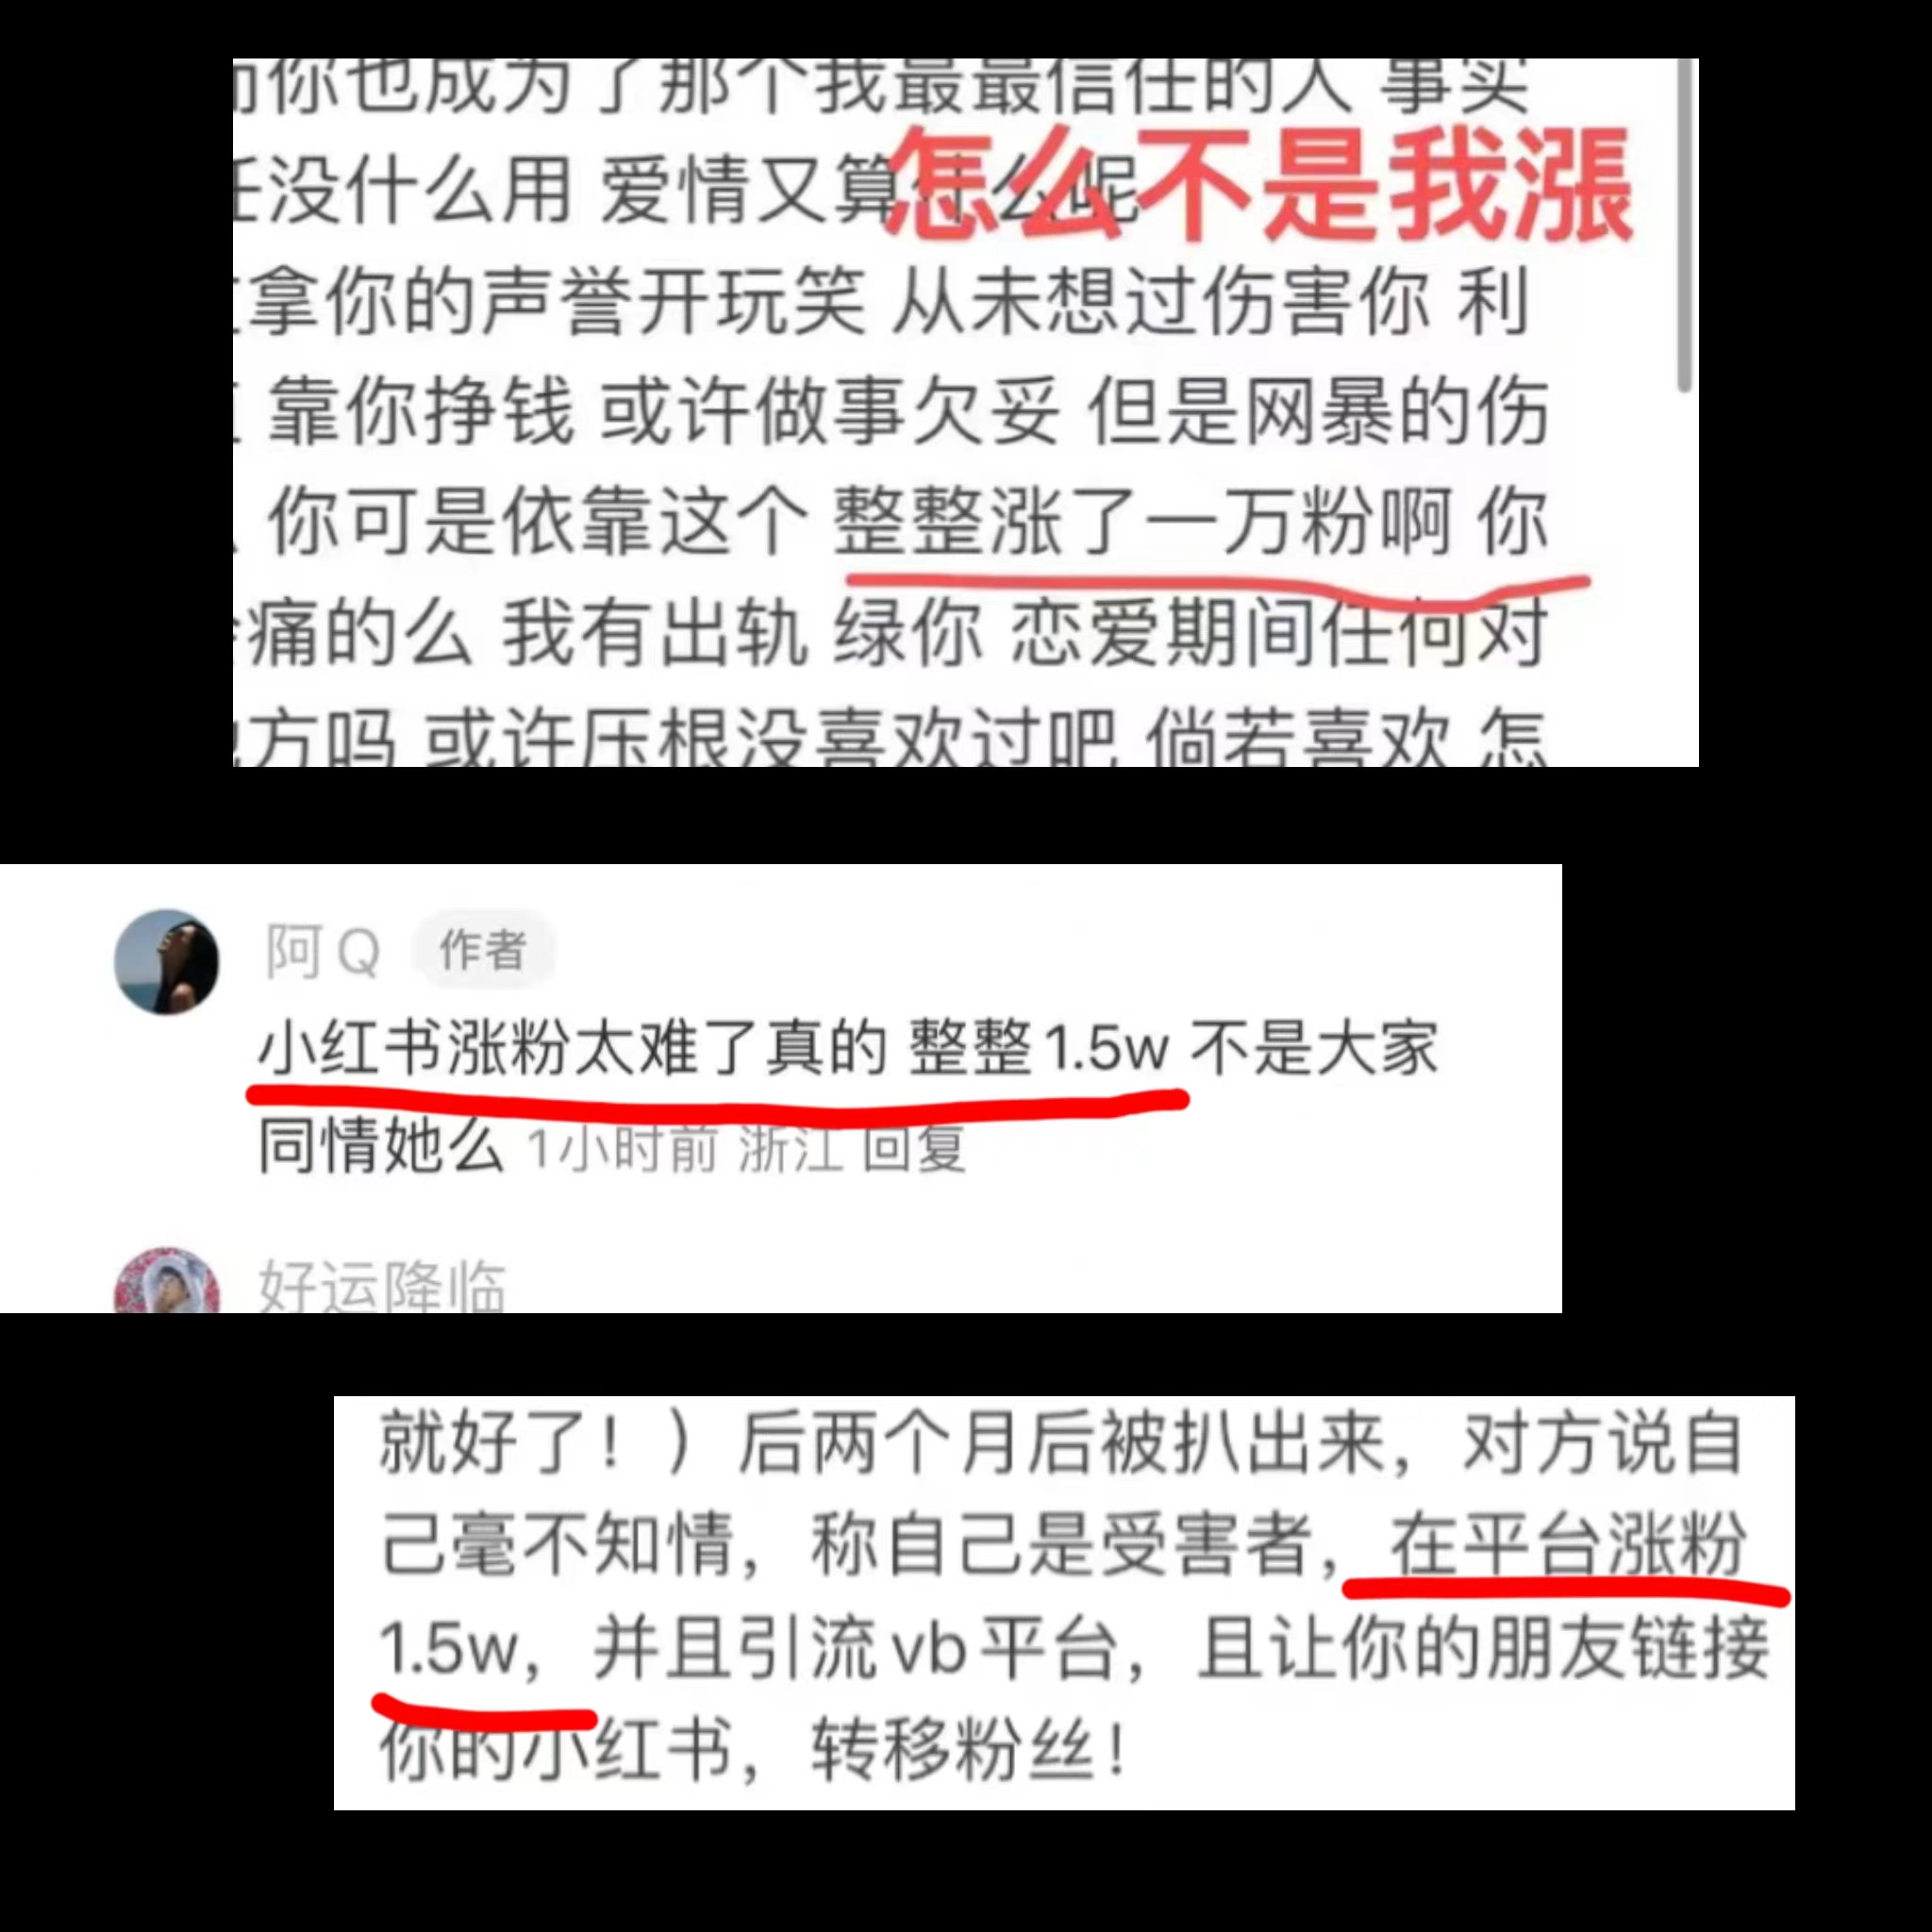 而你也成为了那个我最最信任的人 事实
任没什么用 爱情又算什么呢
怎么不是我漲
拿你的声誉开玩笑 从未想过伤害你 利
靠你挣钱 或许做事欠妥 但是网暴的伤
你可是依靠这个 整整涨了一万粉啊 你
痛的么 我有出轨 绿你 恋爱期间任何对
方吗 或许压根没喜欢过吧 倘若喜欢 怎
阿Q 作者
小红书涨粉太难了真的 整整1.5w 不是大家
同情她么 1小时前 浙江 回复
好运降临
就好了！）后两个月后被扒出来，对方说自
己毫不知情，称自己是受害者，在平台涨粉
1.5w，并且引流vb平台，且让你的朋友链接
你的小红书，转移粉丝！